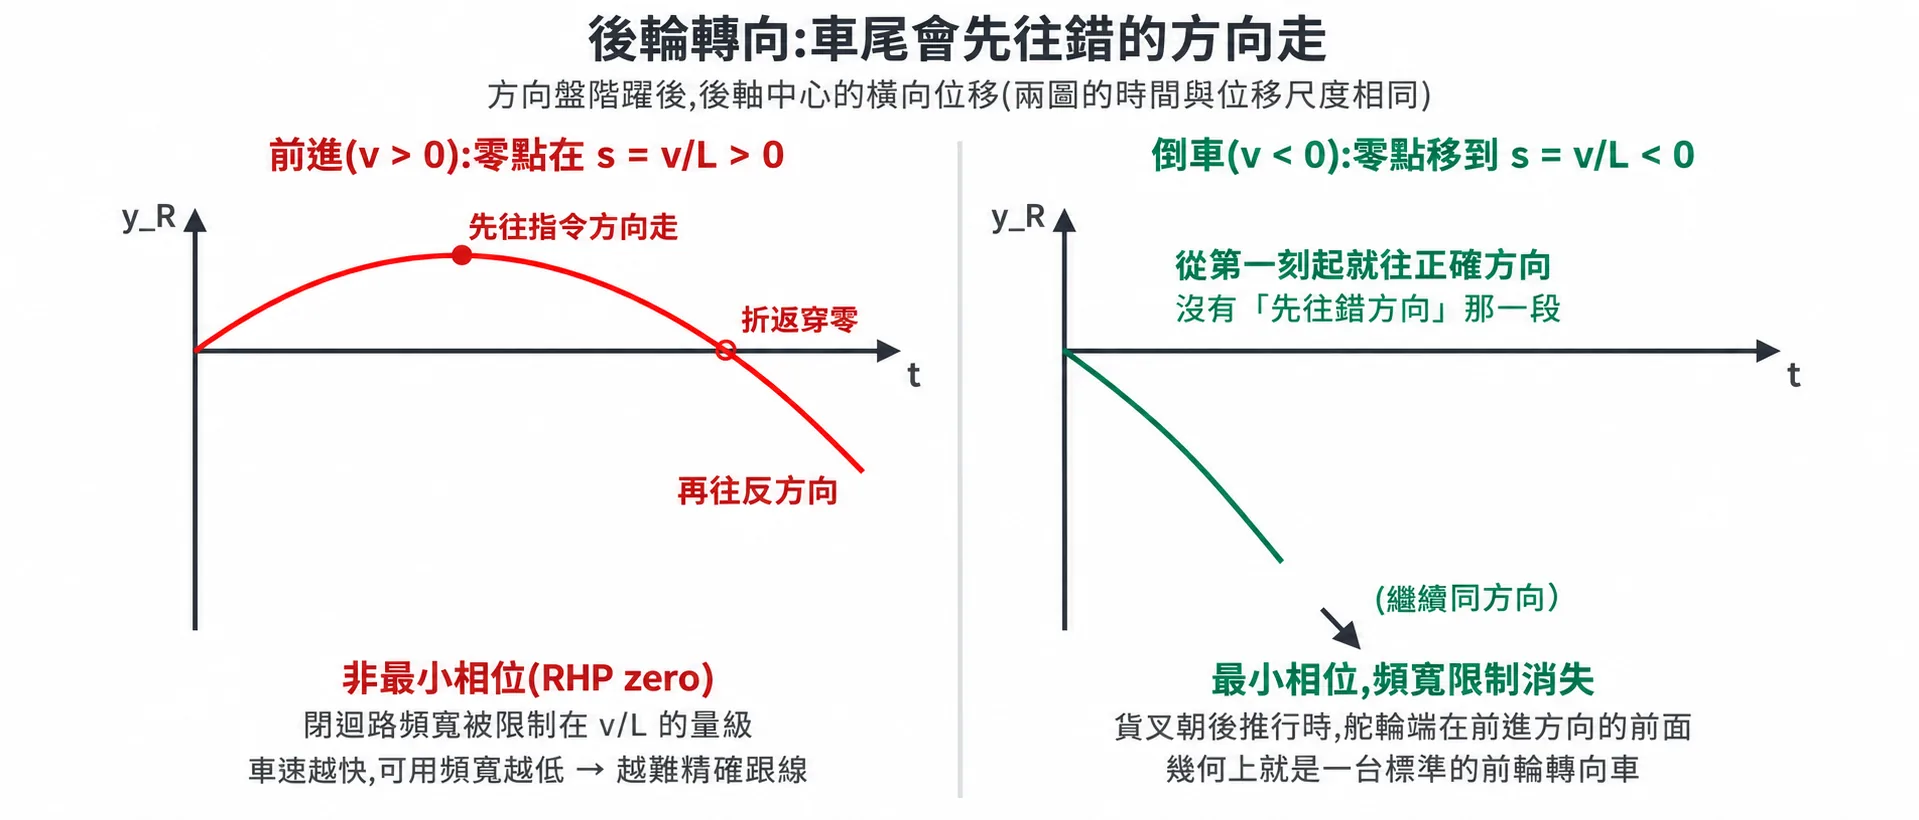 後輪轉向:車尾會先往錯的方向走
方向盤階躍後,後軸中心的橫向位移(兩圖的時間與位移尺度相同)
前進(v > 0):零點在 s = v/L > 0
y_R
先往指令方向走
折返穿零
t
再往反方向
非最小相位(RHP zero)
閉迴路頻寬被限制在 v/L 的量級
車速越快,可用頻寬越低 → 越難精確跟線
倒車(v < 0):零點移到 s = v/L < 0
y_R
從第一刻起就往正確方向
沒有「先往錯方向」那一段
t
(繼續同方向)
最小相位,頻寬限制消失
貨叉朝後推行時,舵輪端在前進方向的前面
幾何上就是一台標準的前輪轉向車